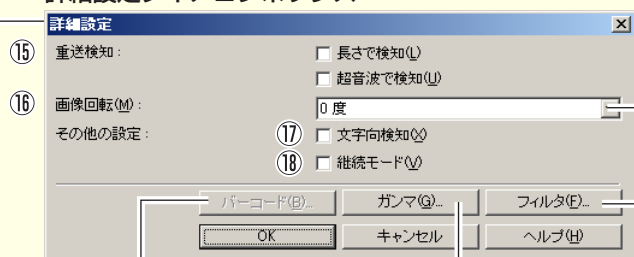 詳細設定
⑮ 重送検知:
長さで検知(L)
超音波で検知(U)
⑯ 画像回転(M):
0 度
その他の設定:
⑰ 文字向検知(X)
⑱ 継続モード(V)
バーコード(B)...
ガンマ(G)...
フィルタ(F)...
OK
キャンセル
ヘルプ(H)